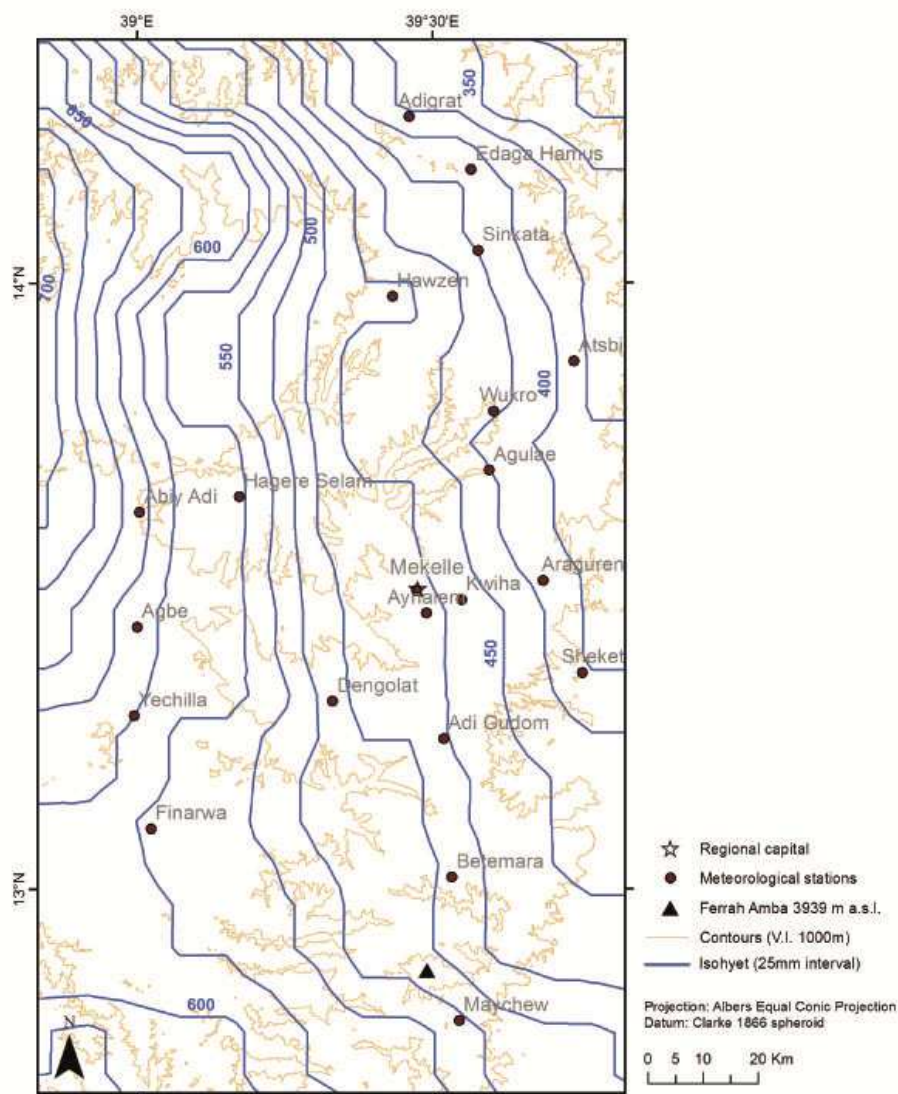 39°E
39°30'E
350
Adigrat
650
Edaga Hamus
Sinkata
600
500
14°N
700
Hawzen
Atsbi
550
400
Wukro
Agulae
Hagere Selam
Abiy Adi
Mekelle
Araguren
Kwiha
Aynalem
Agbe
450
Sheket
Dengolat
Yechilla
Adi Gudom
Finarwa
Betemara
13°N
600
Maychew
N
Regional capital
Meteorological stations
Ferrah Amba 3939 m a.s.l.
Contours (V.I. 1000m)
Isohyet (25mm interval)
Projection: Albers Equal Conic Projection
Datum: Clarke 1866 spheroid
0 5 10 20 Km